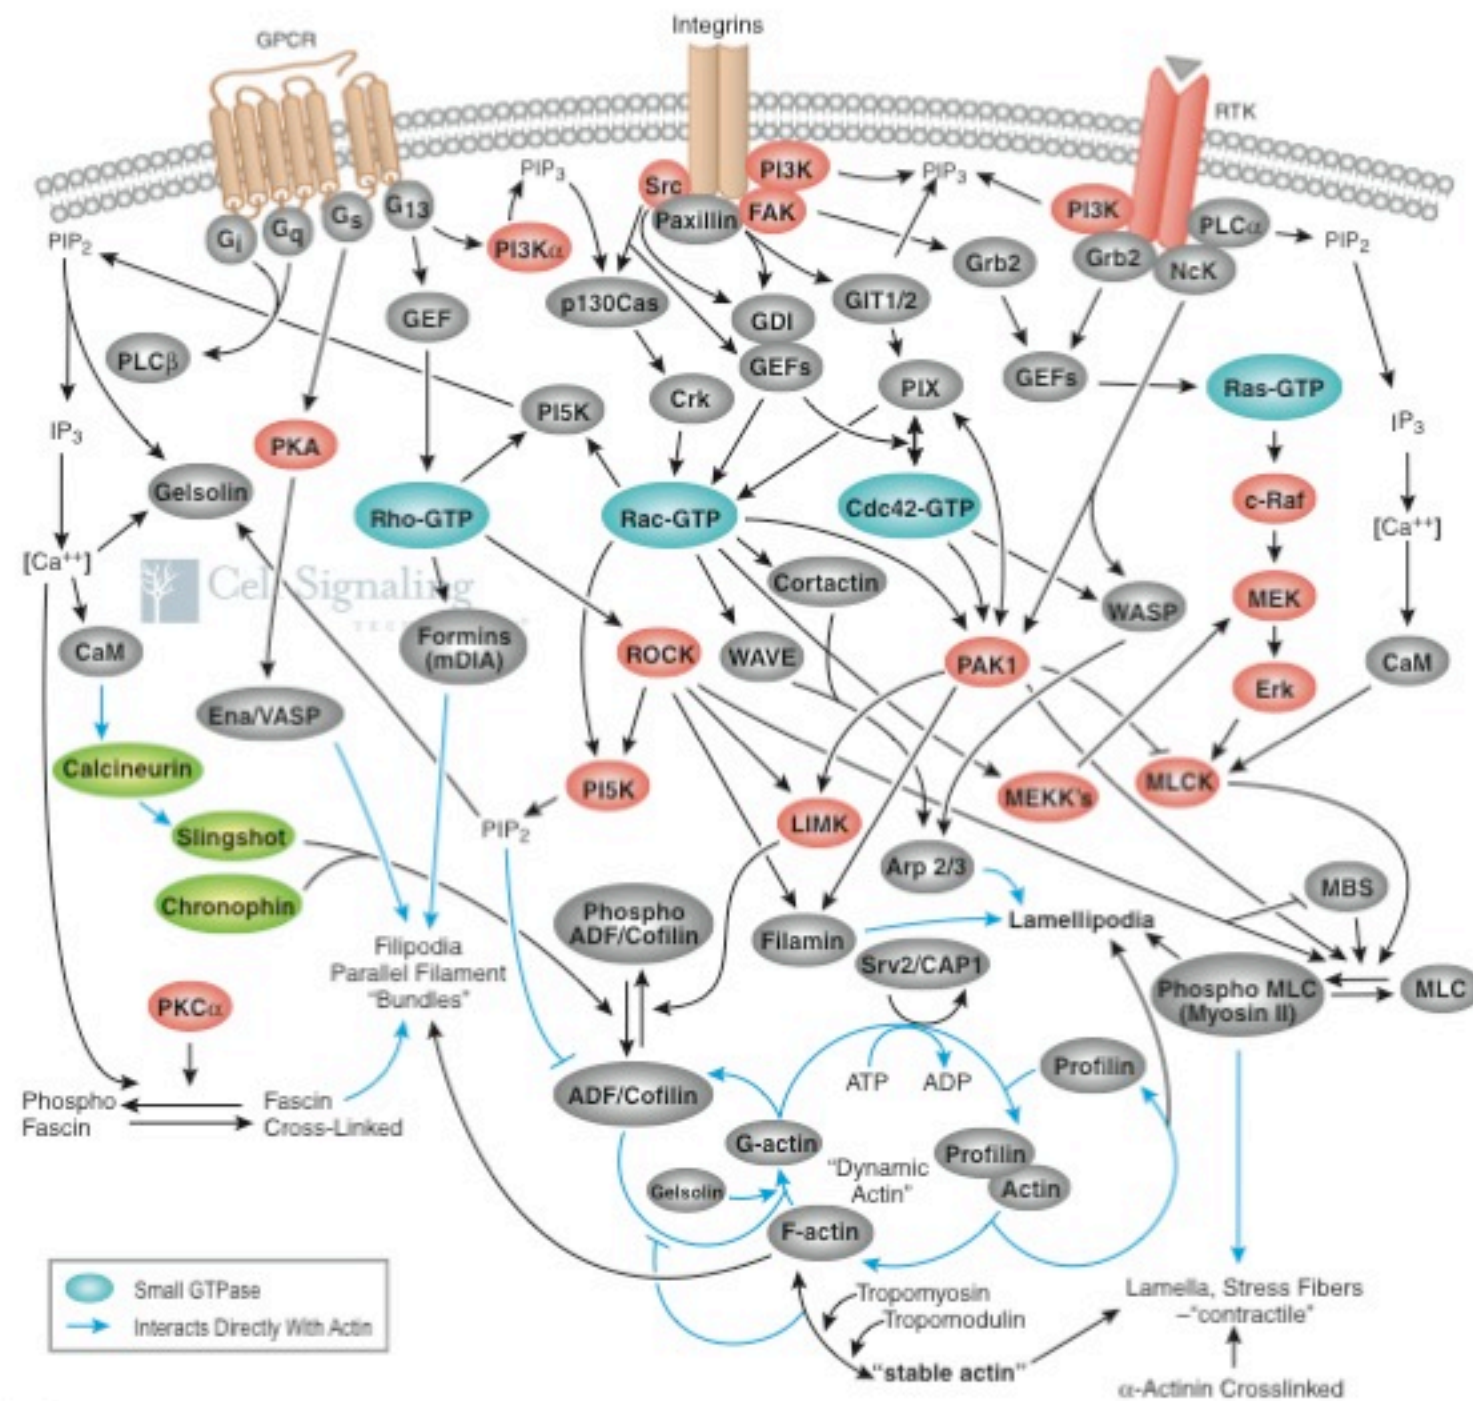 Integrins
GPCR
RTK
PIP3
PI3K
PIP3
Src
Paxillin
FAK
PI3K
PLCα
PIP2
Grb2
NcK
Gi
Gq
Gs
G13
PIP2
PI3Kα
Grb2
GEF
p130Cas
GDI
GEFs
GIT1/2
PLCβ
Crk
PIX
GEFs
Ras-GTP
PI5K
IP3
IP3
PKA
Gelsolin
Rho-GTP
Rac-GTP
Cdc42-GTP
c-Raf
[Ca++]
[Ca++]
Cell Signaling
Cortactin
WASP
MEK
CaM
Formins
(mDIA)
ROCK
WAVE
PAK1
CaM
Erk
Ena/VASP
Calcineurin
PI5K
MEKK's
MLCK
Slingshot
PIP2
LIMK
Arp 2/3
MBS
Chronophin
Phospho
ADF/Cofilin
Filamin
Lamellipodia
Filipodia
Parallel Filament
“Bundles”
Srv2/CAP1
Phospho MLC
(Myosin II)
MLC
PKCα
ADF/Cofilin
ATP
ADP
Profilin
Phospho
Fascin
Fascin
Cross-Linked
G-actin
“Dynamic
Actin”
Profilin
Actin
Gelsolin
F-actin
Small GTPase
Interacts Directly With Actin
Tropomyosin
Tropomodulin
“stable actin”
Lamella, Stress Fibers
–“contractile”
α-Actinin Crosslinked